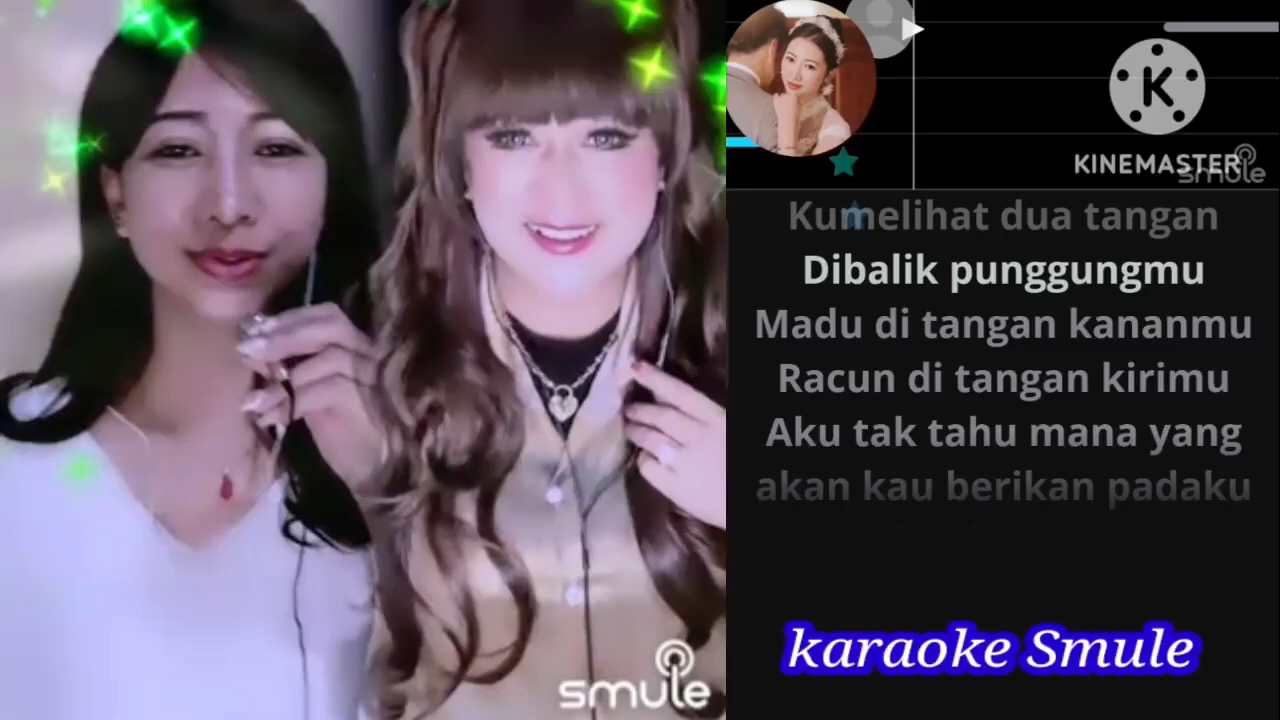 K
KINEMASTER
smule
Kumelihat dua tangan
Dibalik punggungmu
Madu di tangan kananmu
Racun di tangan kirimu
Aku tak tahu mana yang
akan kau berikan padaku
karaoke Smule
smule